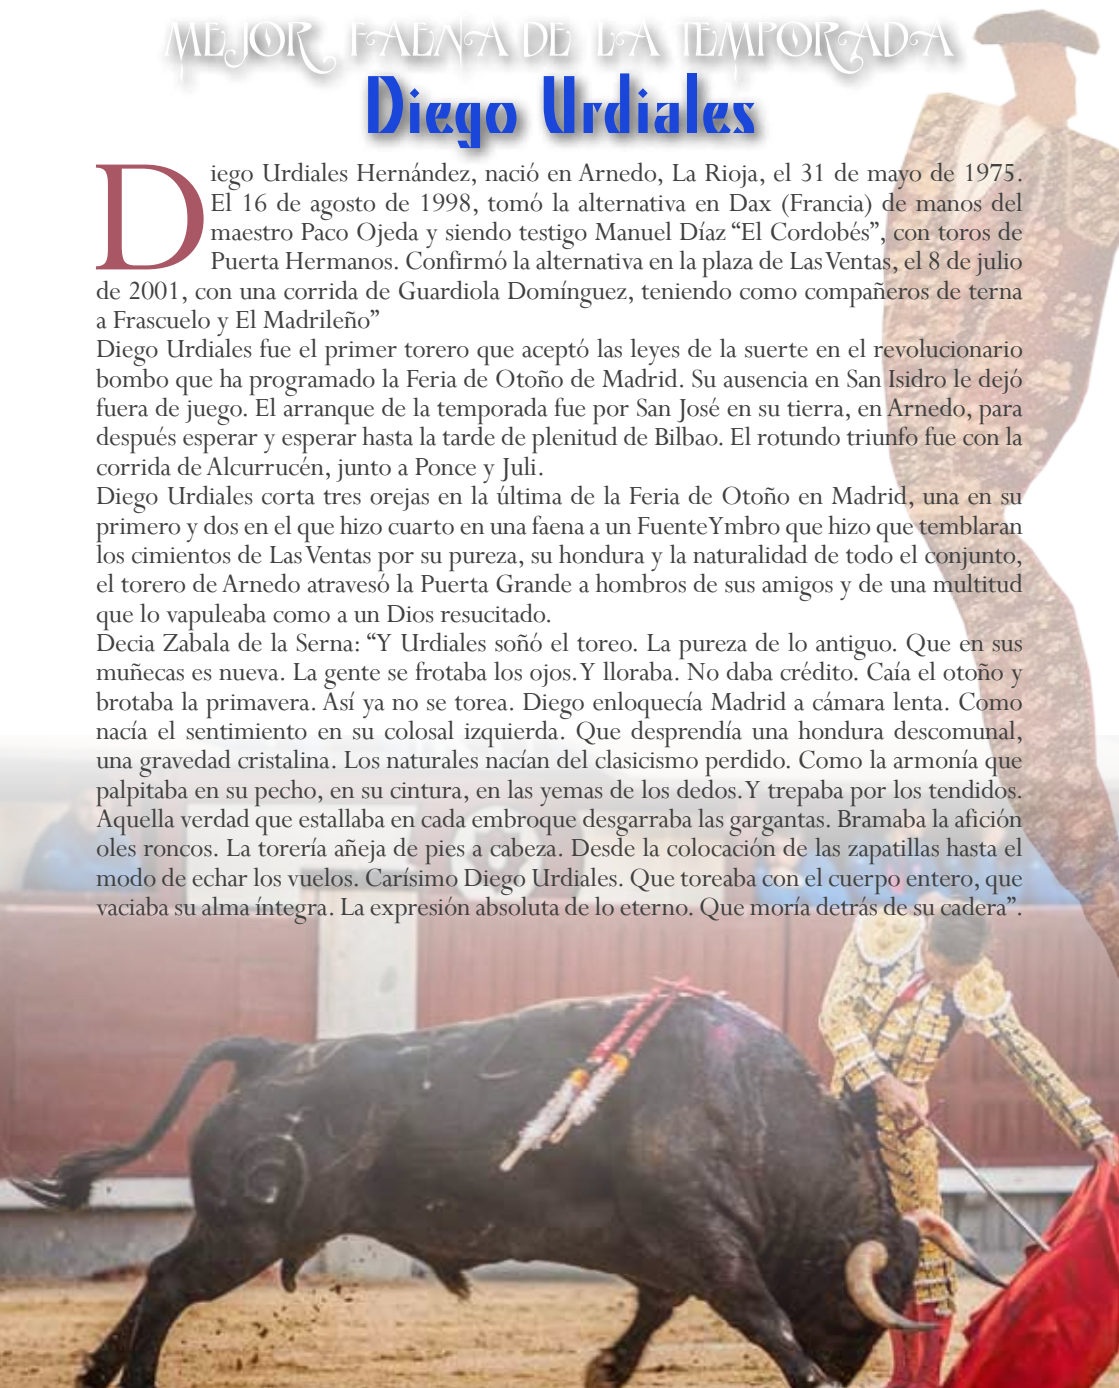 MEJOR FAENA DE LA TEMPORADA
Diego Urdiales
Diego Urdiales Hernández, nació en Arnedo, La Rioja, el 31 de mayo de 1975.
El 16 de agosto de 1998, tomó la alternativa en Dax (Francia) de manos del
maestro Paco Ojeda y siendo testigo Manuel Díaz “El Cordobés”, con toros de
Puerta Hermanos. Confirmó la alternativa en la plaza de Las Ventas, el 8 de julio
de 2001, con una corrida de Guardiola Domínguez, teniendo como compañeros de terna
a Frascuelo y El Madrileño”
Diego Urdiales fue el primer torero que aceptó las leyes de la suerte en el revolucionario
bombo que ha programado la Feria de Otoño de Madrid. Su ausencia en San Isidro le dejó
fuera de juego. El arranque de la temporada fue por San José en su tierra, en Arnedo, para
después esperar y esperar hasta la tarde de plenitud de Bilbao. El rotundo triunfo fue con la
corrida de Alcurrucén, junto a Ponce y Juli.
Diego Urdiales corta tres orejas en la última de la Feria de Otoño en Madrid, una en su
primero y dos en el que hizo cuarto en una faena a un FuenteYmbro que hizo que temblaran
los cimientos de Las Ventas por su pureza, su hondura y la naturalidad de todo el conjunto,
el torero de Arnedo atravesó la Puerta Grande a hombros de sus amigos y de una multitud
que lo vapuleaba como a un Dios resucitado.
Decia Zabala de la Serna: “Y Urdiales soñó el toreo. La pureza de lo antiguo. Que en sus
muñecas es nueva. La gente se frotaba los ojos. Y lloraba. No daba crédito. Caía el otoño y
brotaba la primavera. Así ya no se torea. Diego enloquecía Madrid a cámara lenta. Como
nacía el sentimiento en su colosal izquierda. Que desprendía una hondura descomunal,
una gravedad cristalina. Los naturales nacían del clasicismo perdido. Como la armonía que
palpitaba en su pecho, en su cintura, en las yemas de los dedos. Y trepaba por los tendidos.
Aquella verdad que estallaba en cada embroque desgarraba las gargantas. Bramaba la afición
oles roncos. La torería añeja de pies a cabeza. Desde la colocación de las zapatillas hasta el
modo de echar los vuelos. Carísimo Diego Urdiales. Que toreaba con el cuerpo entero, que
vaciaba su alma íntegra. La expresión absoluta de lo eterno. Que moría detrás de su cadera”.